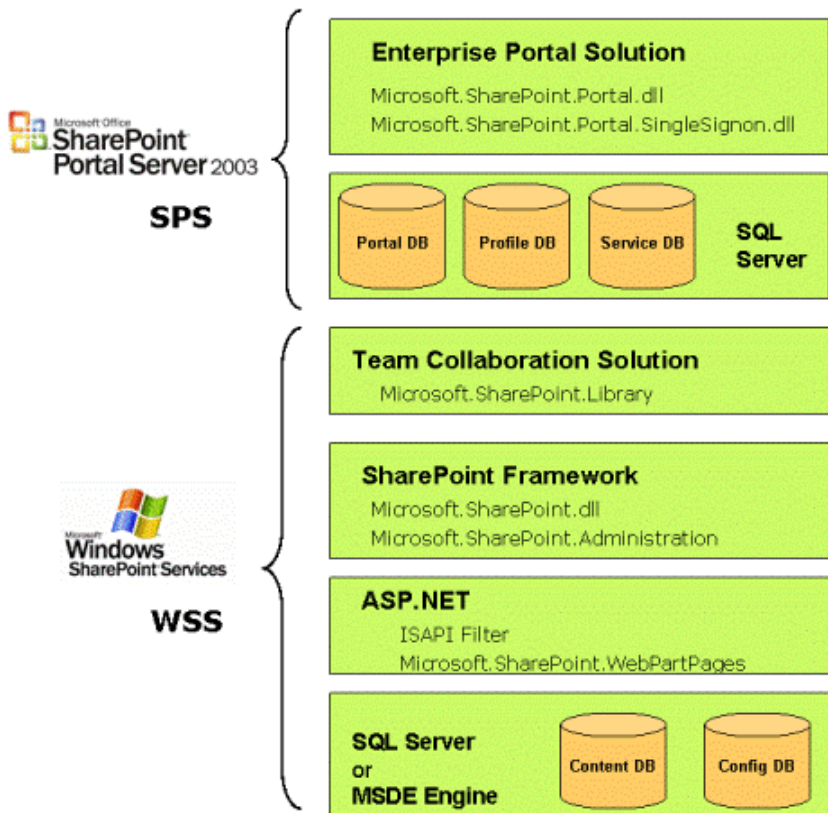 Enterprise Portal Solution
Microsoft.SharePoint.Portal.dll
Microsoft.SharePoint.Portal.SingleSignon.dll
Microsoft Office
SharePoint
Portal Server 2003
SPS
Portal DB
Profile DB
Service DB
SQL
Server
Team Collaboration Solution
Microsoft.SharePoint.Library
SharePoint Framework
Microsoft.SharePoint.dll
Microsoft.SharePoint.Administration
Microsoft
Windows
SharePoint Services
WSS
ASP.NET
ISAPI Filter
Microsoft.SharePoint.WebPartPages
SQL Server
or
MSDE Engine
Content DB
Config DB